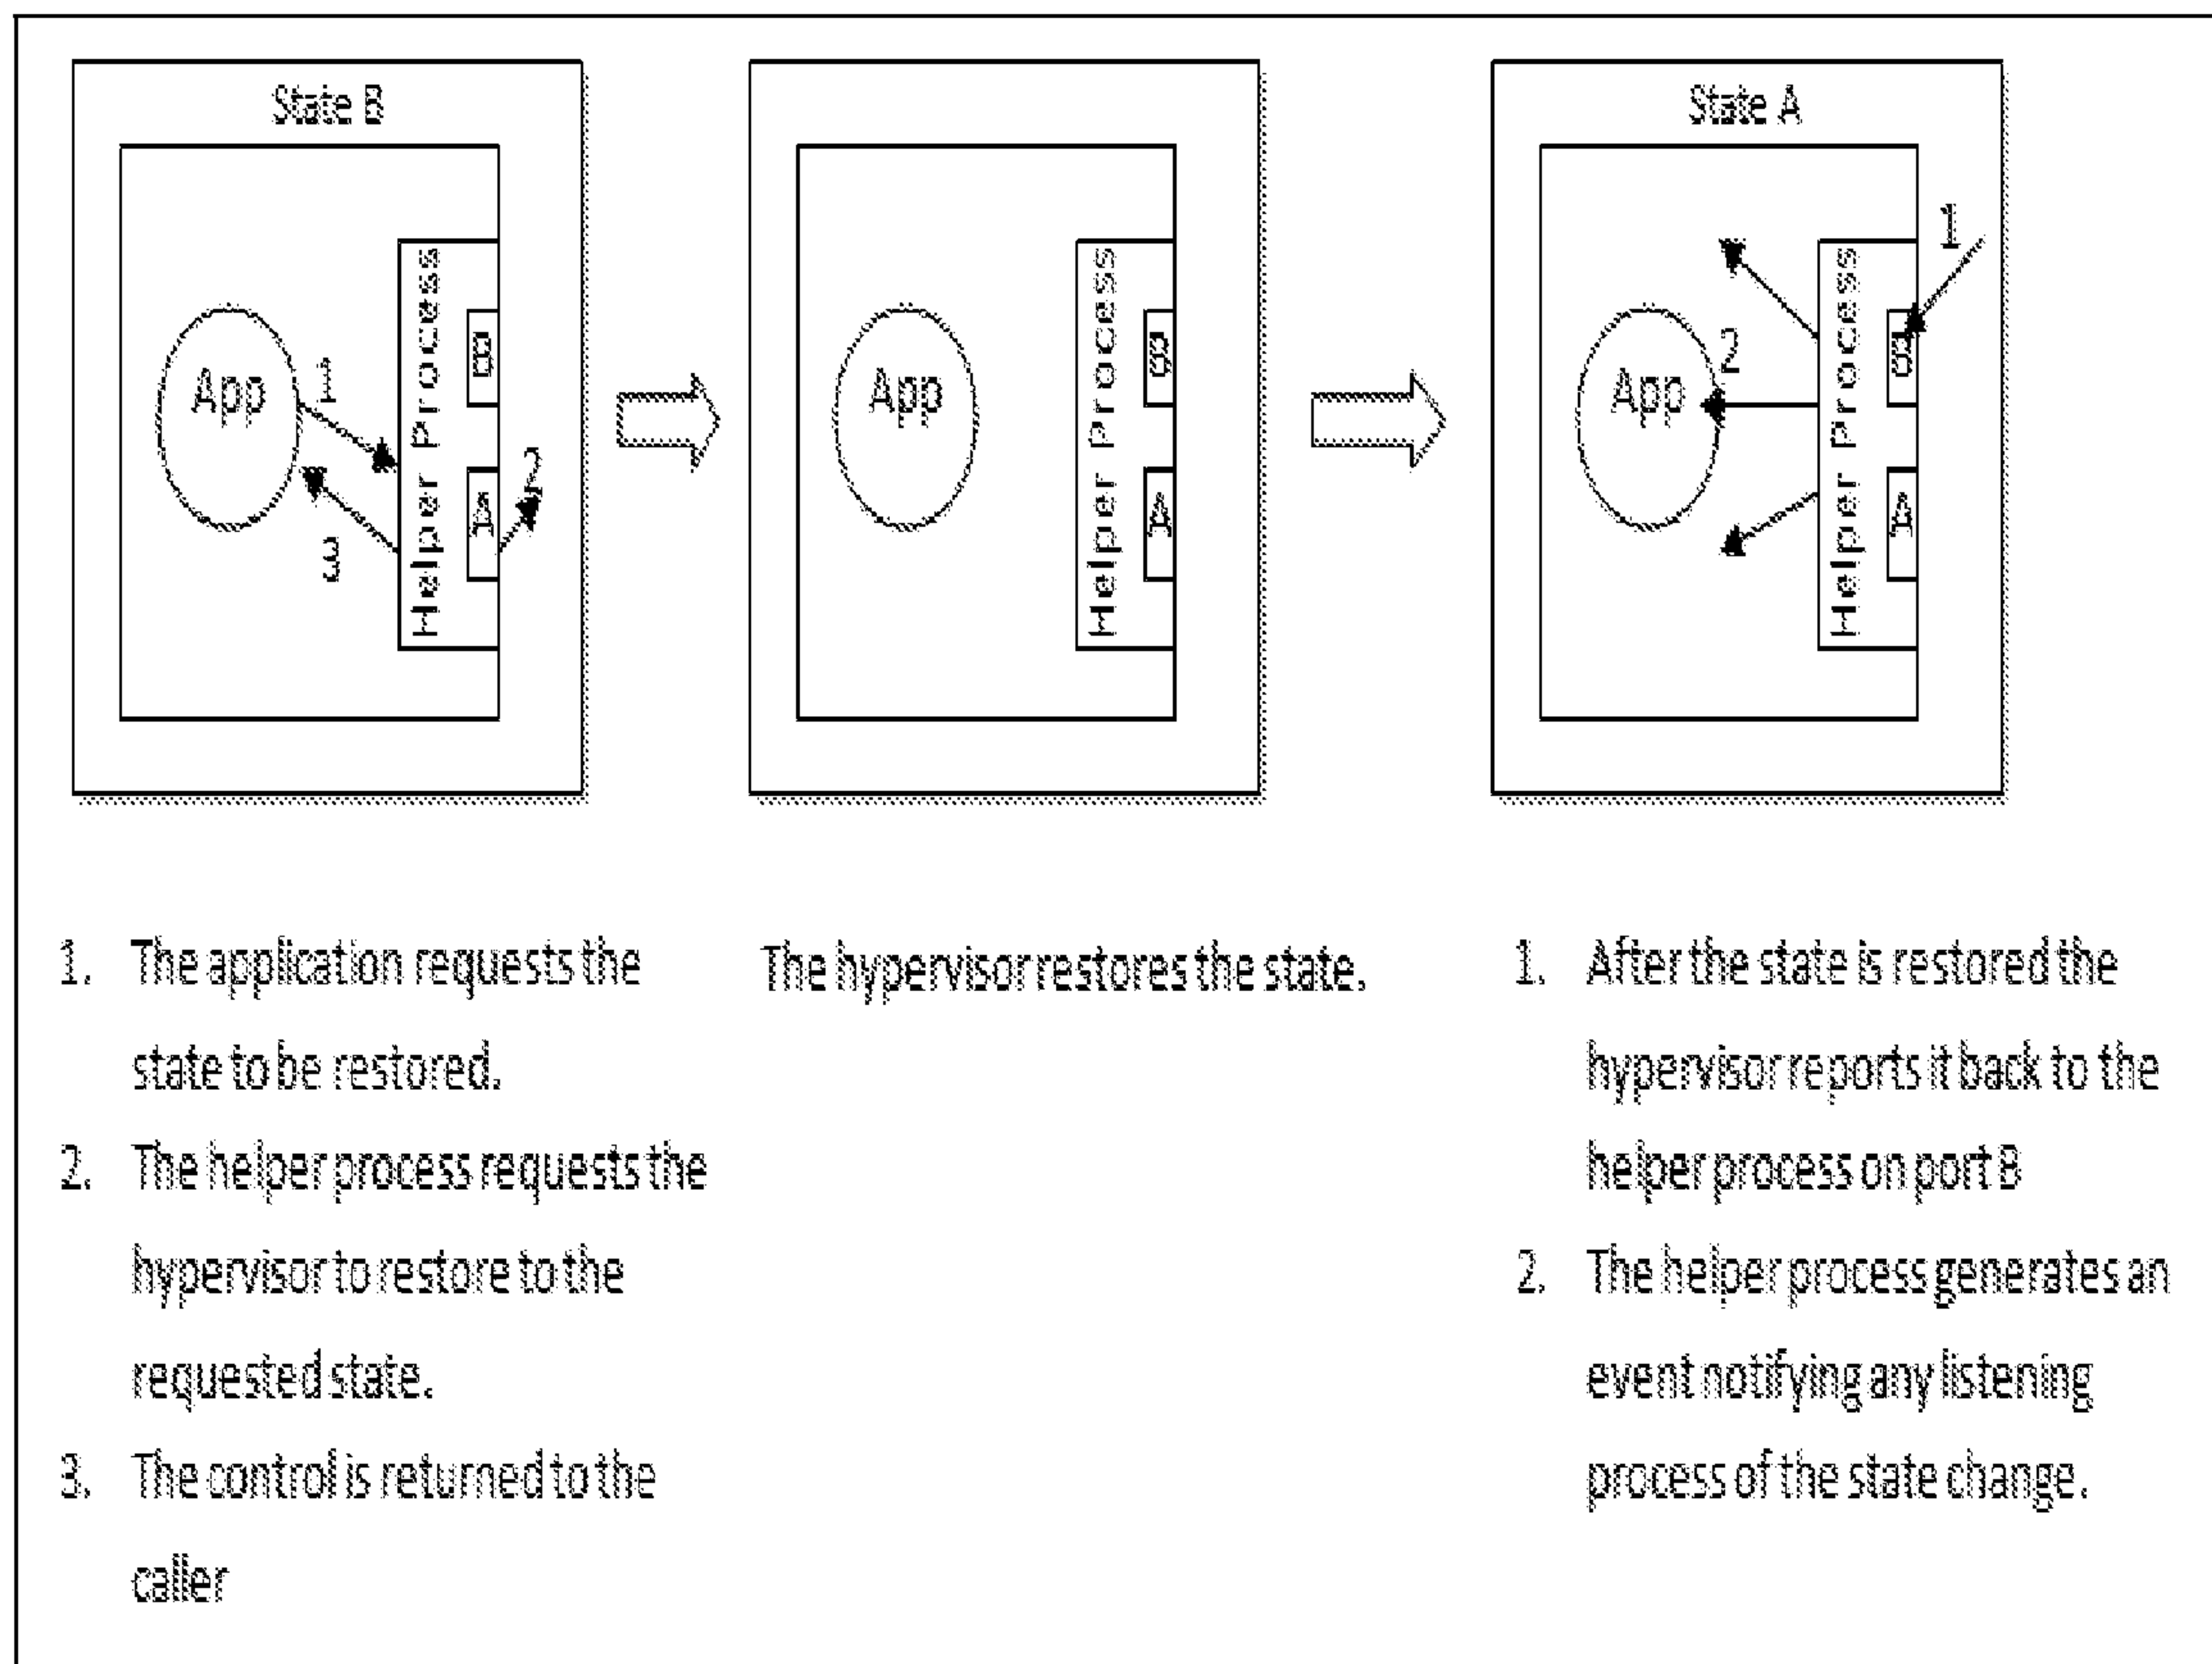 State B
App
1
2
3
Helper Process
B
A
App
Helper Process
B
A
State A
1
2
App
Helper Process
B
A
1. The application requests the
state to be restored.
2. The helper process requests the
hypervisor to restore to the
requested state.
3. The control is returned to the
caller
The hypervisor restores the state.
1. After the state is restored the
hypervisor reports it back to the
helper process on port B
2. The helper process generates an
event notifying any listening
process of the state change.